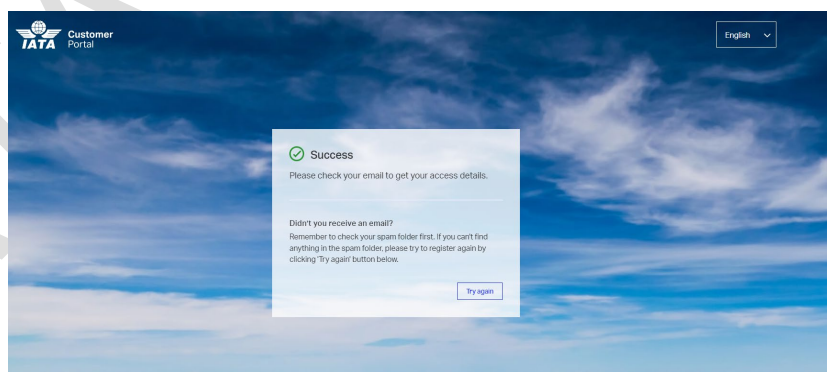 IATA
Customer
Portal
English
Success
Please check your email to get your access details.
Didn't you receive an email?
Remember to check your spam folder first. If you can't find
anything in the spam folder, please try to register again by
clicking 'Try again' button below.
Try again